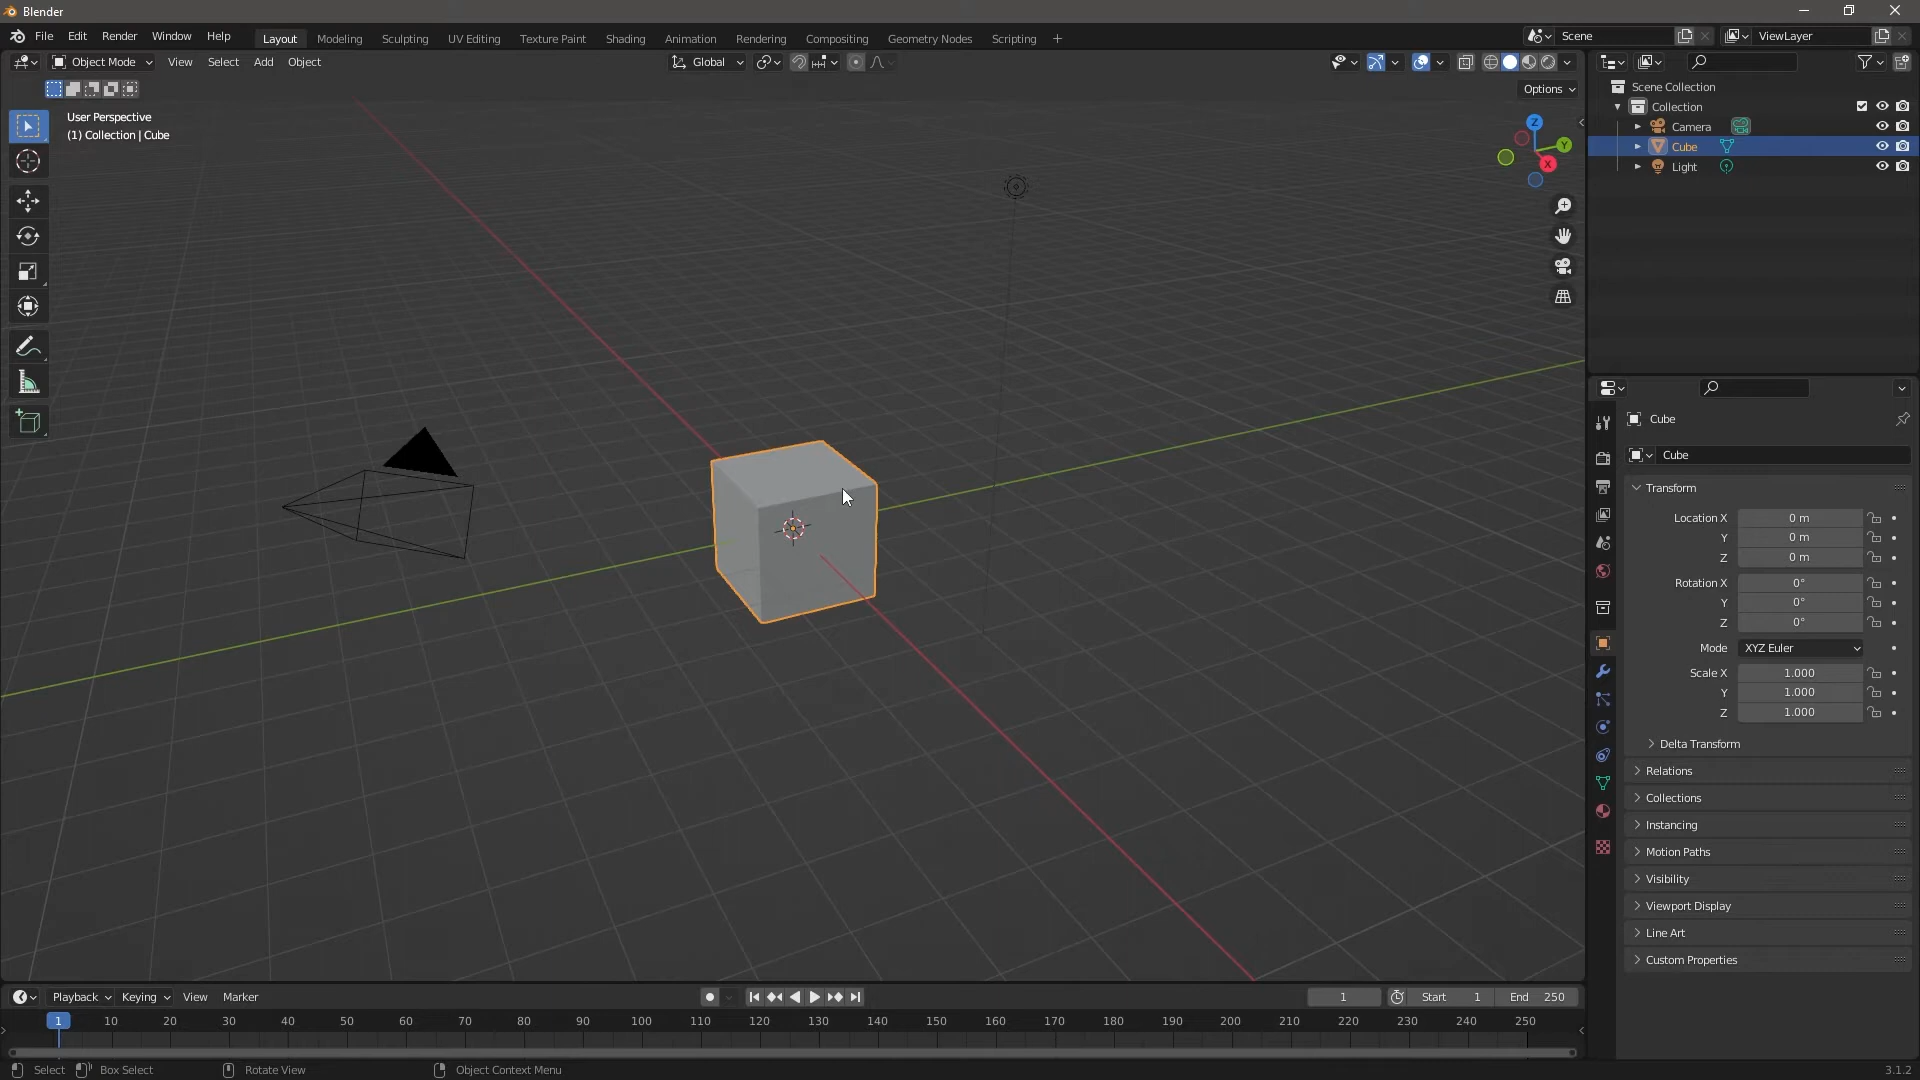 Blender
File Edit Render Window Help Layout Modeling Sculpting UV Editing Texture Paint Shading Animation Rendering Compositing Geometry Nodes Scripting + Scene ViewLayer
Object Mode View Select Add Object Global
Options
User Perspective
(1) Collection | Cube
Z
Y
X
Scene Collection
Collection
Camera
Cube
Light
Cube
Cube
Transform
Location X 0 m
Y 0 m
Z 0 m
Rotation X 0°
Y 0°
Z 0°
Mode XYZ Euler
Scale X 1.000
Y 1.000
Z 1.000
Delta Transform
Relations
Collections
Instancing
Motion Paths
Visibility
Viewport Display
Line Art
Custom Properties
Playback Keying View Marker 1 Start 1 End 250
1 10 20 30 40 50 60 70 80 90 100 110 120 130 140 150 160 170 180 190 200 210 220 230 240 250
Select Box Select Rotate View Object Context Menu 3.1.2